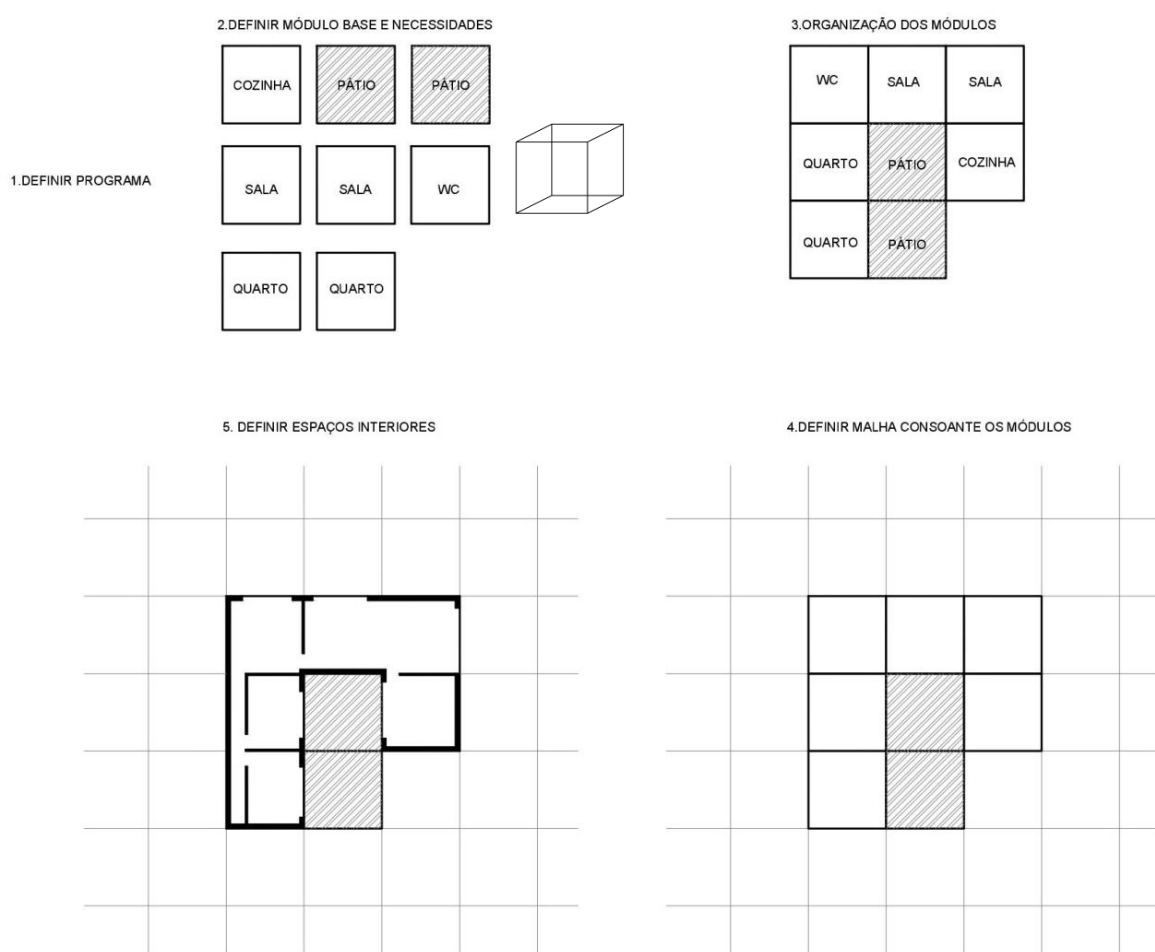 2.DEFINIR MÓDULO BASE E NECESSIDADES
COZINHA PÁTIO PÁTIO
1.DEFINIR PROGRAMA
SALA SALA WC
QUARTO QUARTO
3.ORGANIZAÇÃO DOS MÓDULOS
WC SALA SALA
QUARTO PÁTIO COZINHA
QUARTO PÁTIO
5. DEFINIR ESPAÇOS INTERIORES
4.DEFINIR MALHA CONSOANTE OS MÓDULOS